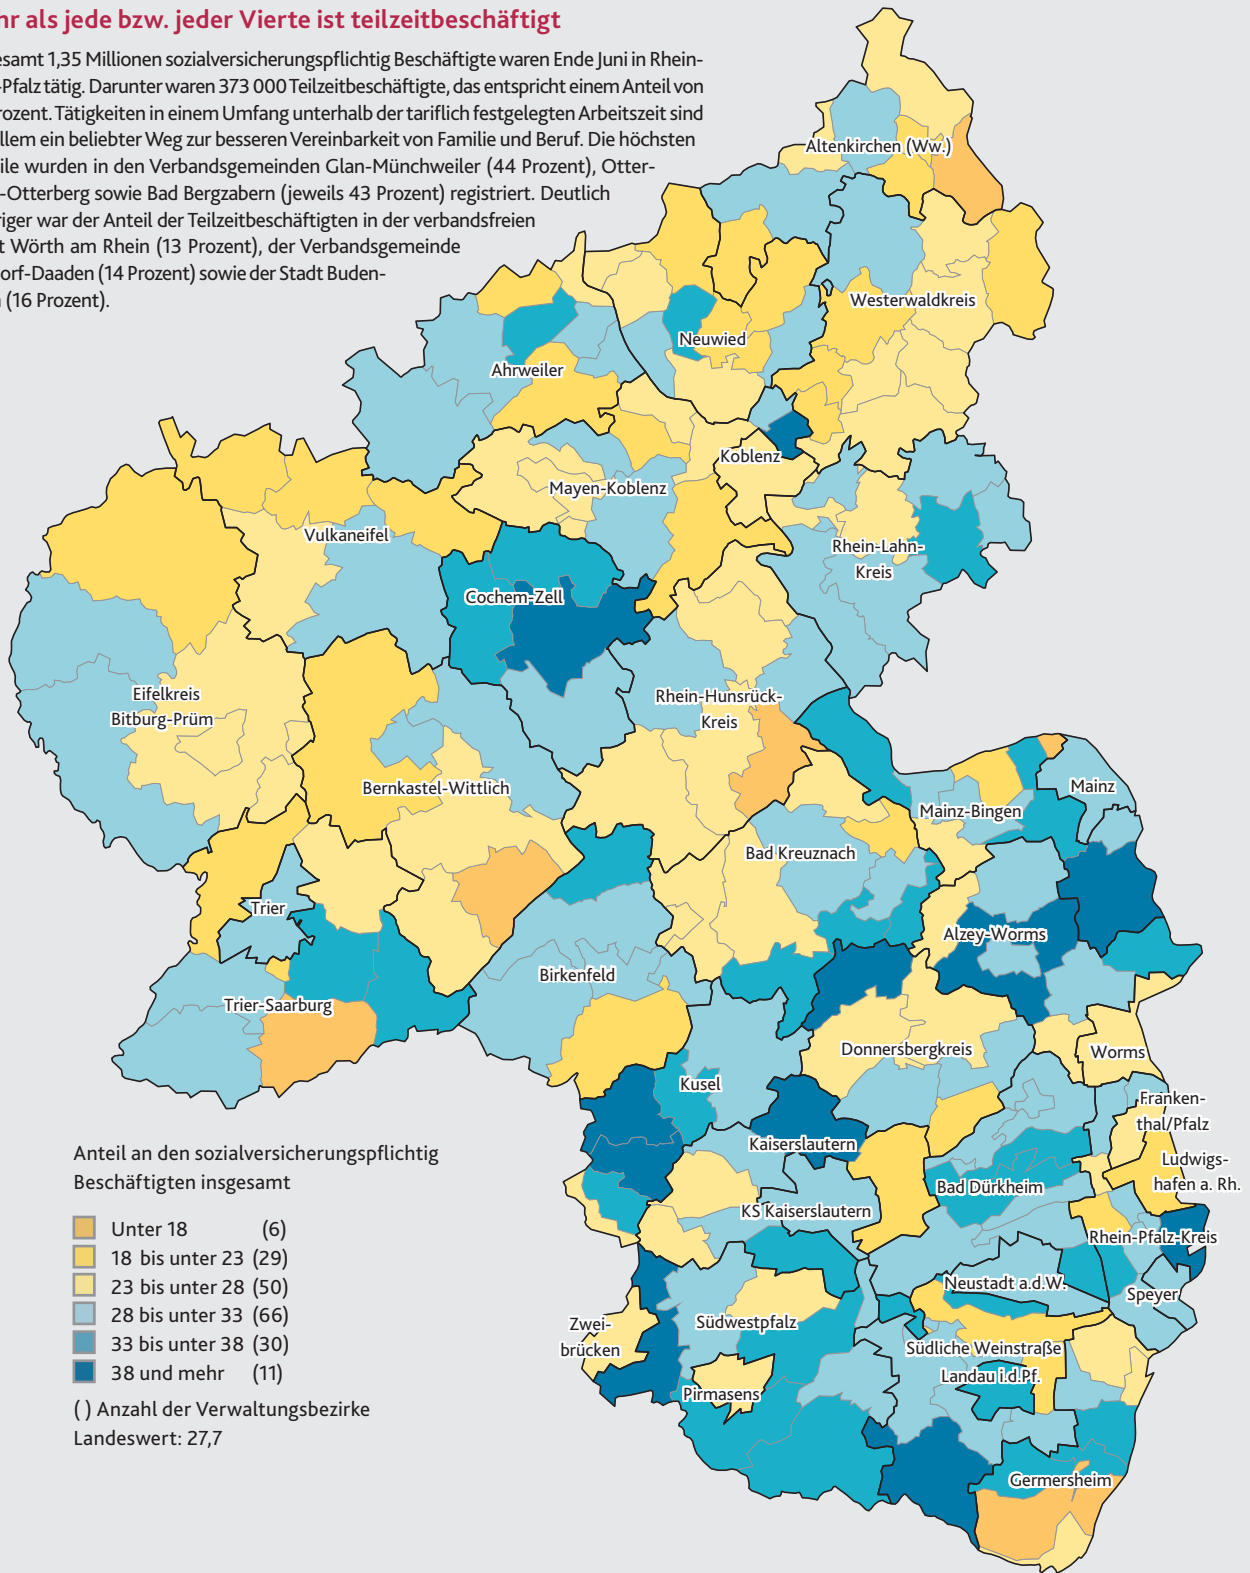 hr als jede bzw. jeder Vierte ist teilzeitbeschäftigt
esamt 1,35 Millionen sozialversicherungspflichtig Beschäftigte waren Ende Juni in Rhein-
-Pfalz tätig. Darunter waren 373 000 Teilzeitbeschäftigte, das entspricht einem Anteil von
rozent. Tätigkeiten in einem Umfang unterhalb der tariflich festgelegten Arbeitszeit sind
llem ein beliebter Weg zur besseren Vereinbarkeit von Familie und Beruf. Die höchsten
ile wurden in den Verbandsgemeinden Glan-Münchweiler (44 Prozent), Otter-
-Otterberg sowie Bad Bergzabern (jeweils 43 Prozent) registriert. Deutlich
riger war der Anteil der Teilzeitbeschäftigten in der verbandsfreien
t Wörth am Rhein (13 Prozent), der Verbandsgemeinde
orf-Daaden (14 Prozent) sowie der Stadt Buden-
(16 Prozent).
Altenkirchen (Ww.)
Westerwaldkreis
Neuwied
Ahrweiler
Koblenz
Mayen-Koblenz
Vulkaneifel
Rhein-Lahn-
Kreis
Cochem-Zell
Eifelkreis
Bitburg-Prüm
Rhein-Hunsrück-
Kreis
Bernkastel-Wittlich
Mainz
Mainz-Bingen
Bad Kreuznach
Trier
Alzey-Worms
Birkenfeld
Trier-Saarburg
Donnersbergkreis
Worms
Kusel
Franken-
thal/Pfalz
Kaiserslautern
Ludwigs-
hafen a. Rh.
Bad Dürkheim
KS Kaiserslautern
Rhein-Pfalz-Kreis
Neustadt a.d.W.
Speyer
Zwei-
brücken
Südwestpfalz
Südliche Weinstraße
Landau i.d.Pf.
Pirmasens
Germersheim
Anteil an den sozialversicherungspflichtig
Beschäftigten insgesamt
Unter 18 (6)
18 bis unter 23 (29)
23 bis unter 28 (50)
28 bis unter 33 (66)
33 bis unter 38 (30)
38 und mehr (11)
( ) Anzahl der Verwaltungsbezirke
Landeswert: 27,7